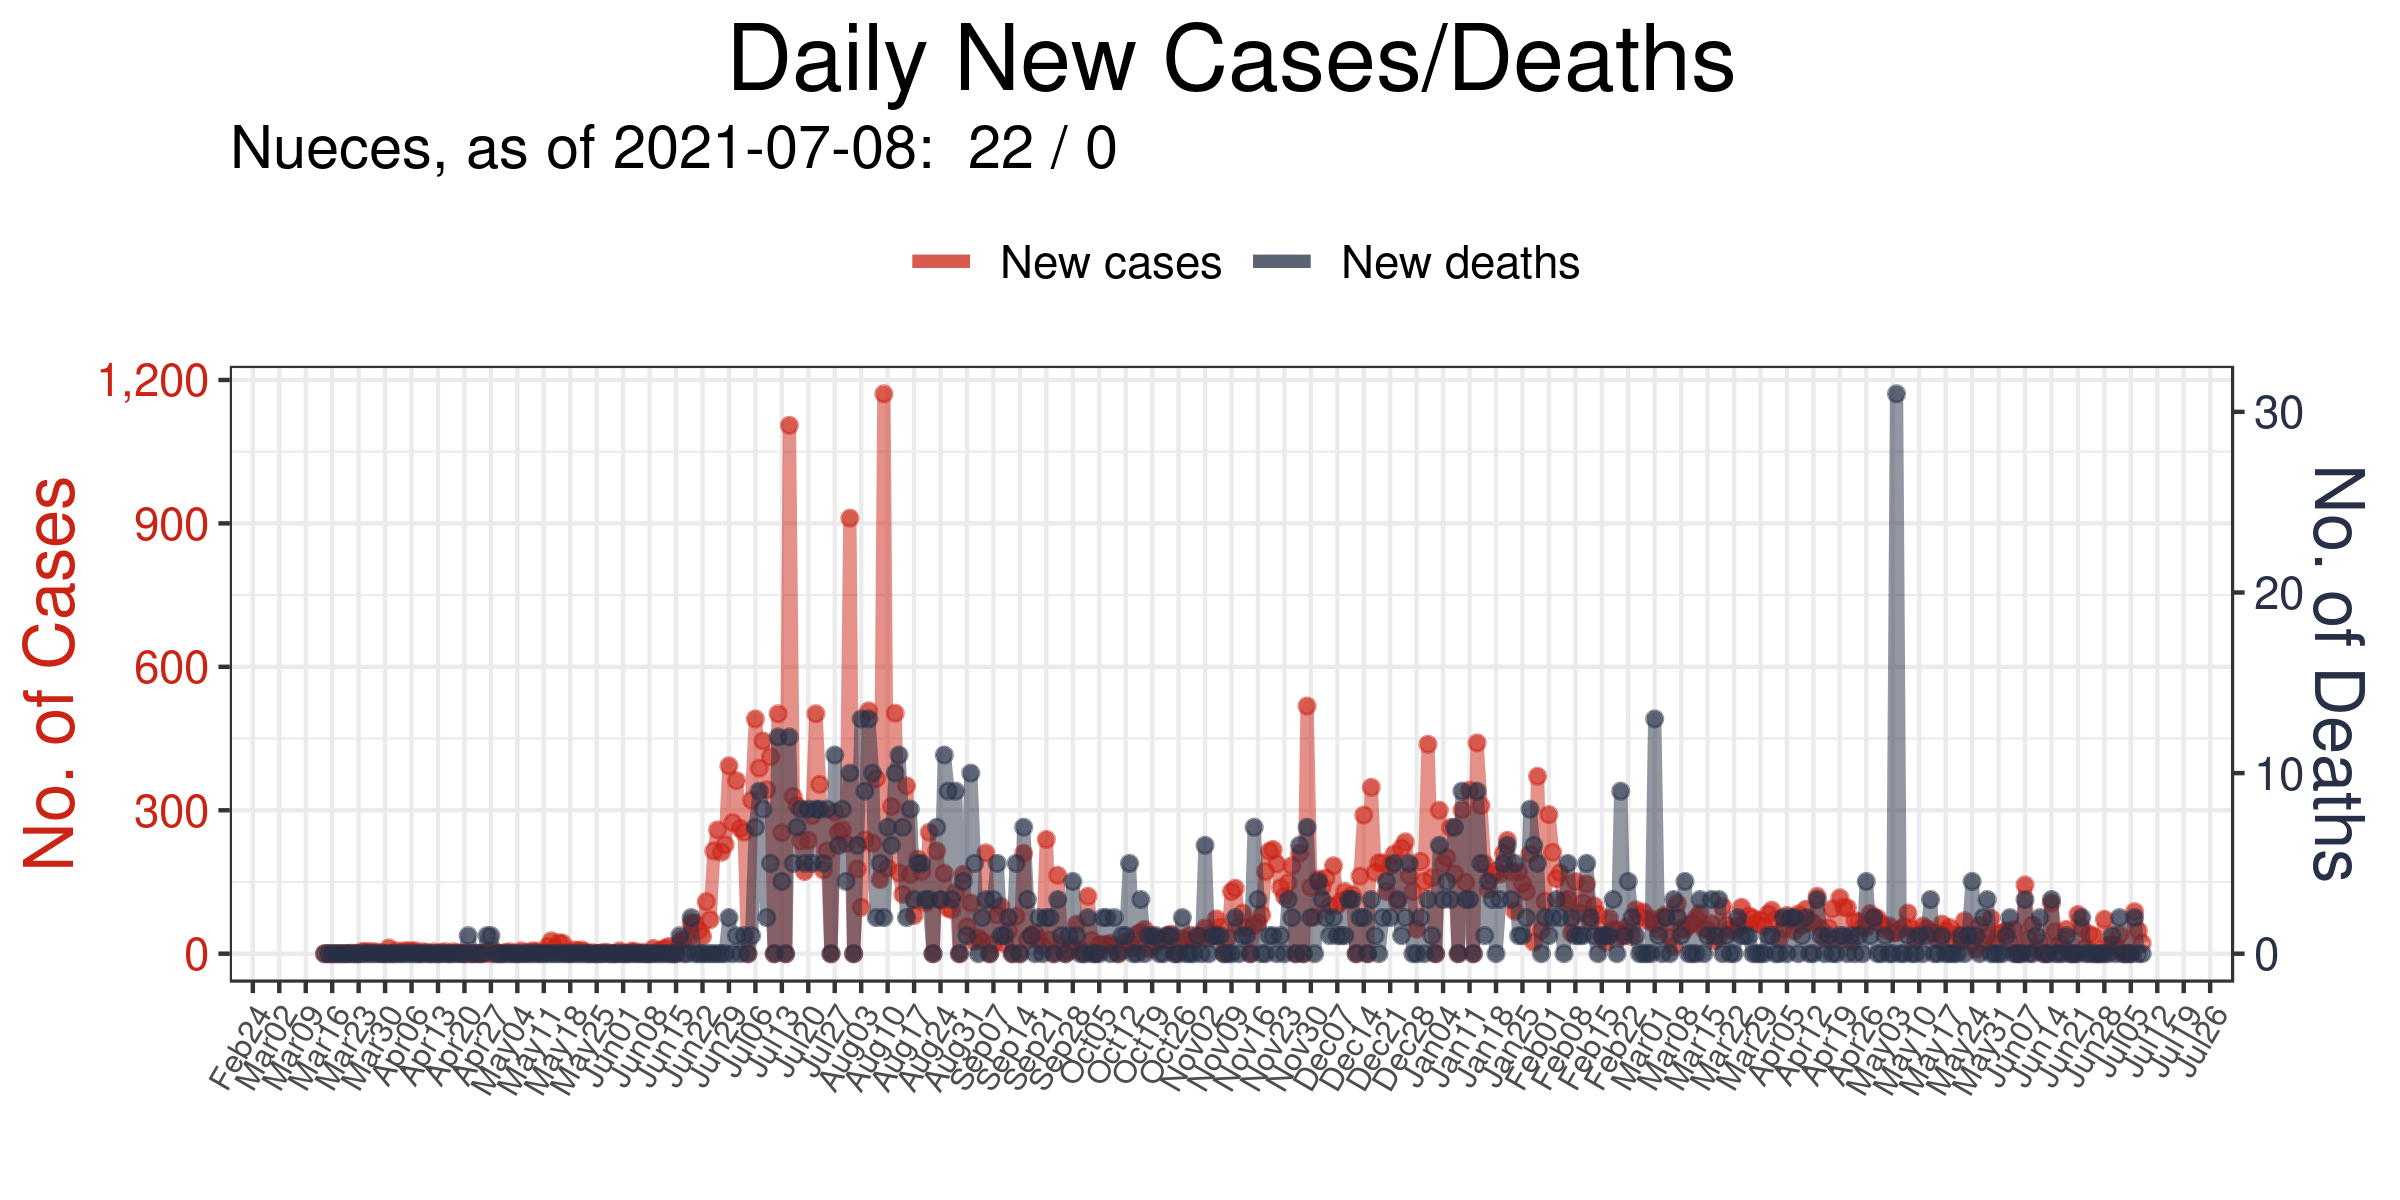 Daily New Cases/Deaths
Nueces, as of 2021-07-08:  22 / 0
New cases
New deaths
No. of Cases
1,200
900
600
300
0
30
20
10
0
No. of Deaths
Feb24
Mar02
Mar09
Mar16
Mar23
Mar30
Apr06
Apr13
Apr20
Apr27
May04
May11
May18
May25
Jun01
Jun08
Jun15
Jun22
Jun29
Jul06
Jul13
Jul20
Jul27
Aug03
Aug10
Aug17
Aug24
Aug31
Sep07
Sep14
Sep21
Sep28
Oct05
Oct12
Oct19
Oct26
Nov02
Nov09
Nov16
Nov23
Nov30
Dec07
Dec14
Dec21
Dec28
Jan04
Jan11
Jan18
Jan25
Feb01
Feb08
Feb15
Feb22
Mar01
Mar08
Mar15
Mar22
Mar29
Apr05
Apr12
Apr19
Apr26
May03
May10
May17
May24
May31
Jun07
Jun14
Jun21
Jun28
Jul05
Jul12
Jul19
Jul26